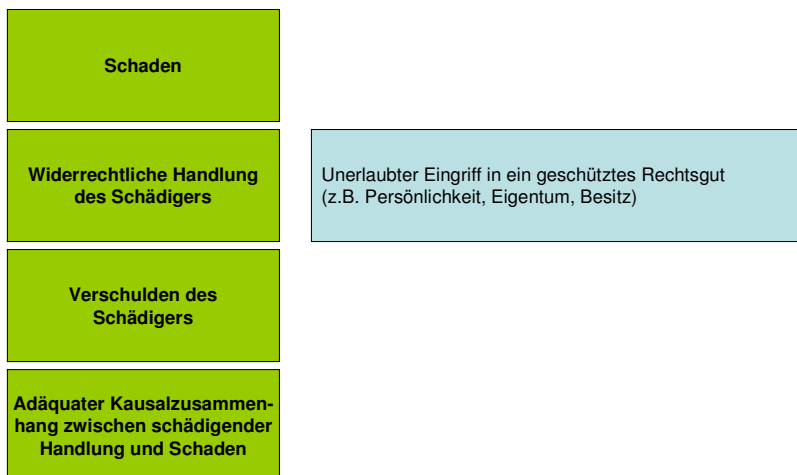 Schaden
Widerrechtliche Handlung
des Schädigers
Unerlaubter Eingriff in ein geschütztes Rechtsgut
(z.B. Persönlichkeit, Eigentum, Besitz)
Verschulden des
Schädigers
Adäquater Kausalzusammen-
hang zwischen schädigender
Handlung und Schaden